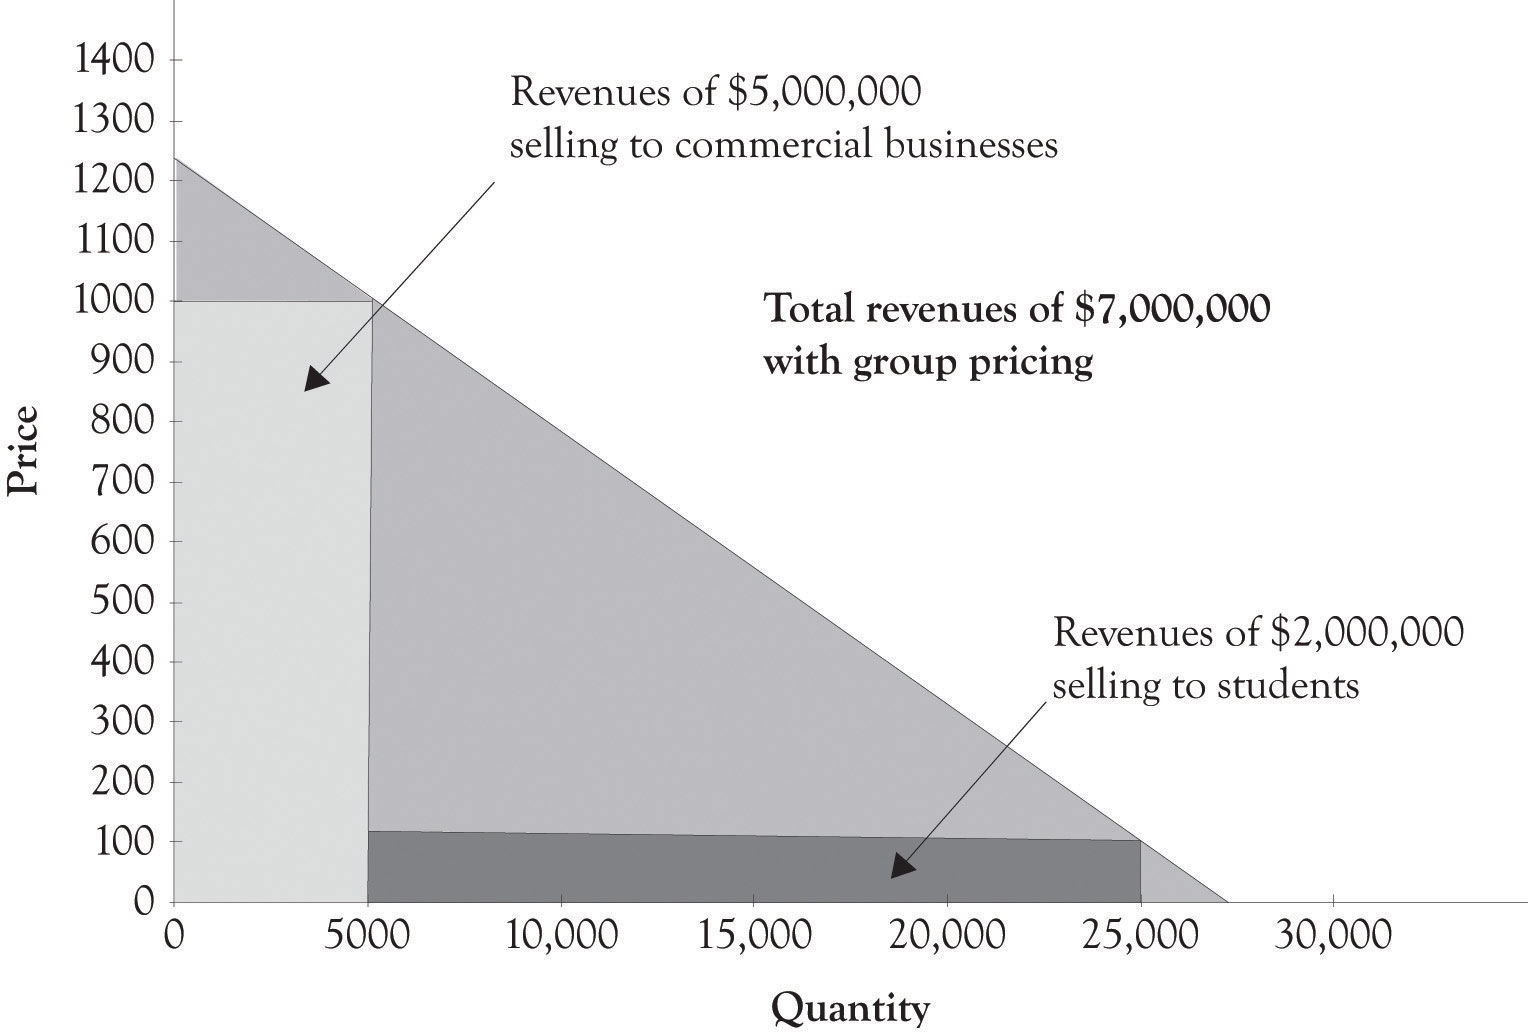 1400
Revenues of $5,000,000
1300
selling to commercial businesses
1200
1100
1000
Total revenues of $7,000,000
900
with group pricing
800
Price
700
600
500
Revenues of $2,000,000
400
selling to students
300
200
100
0
0 5000 10,000 15,000 20,000 25,000 30,000
Quantity